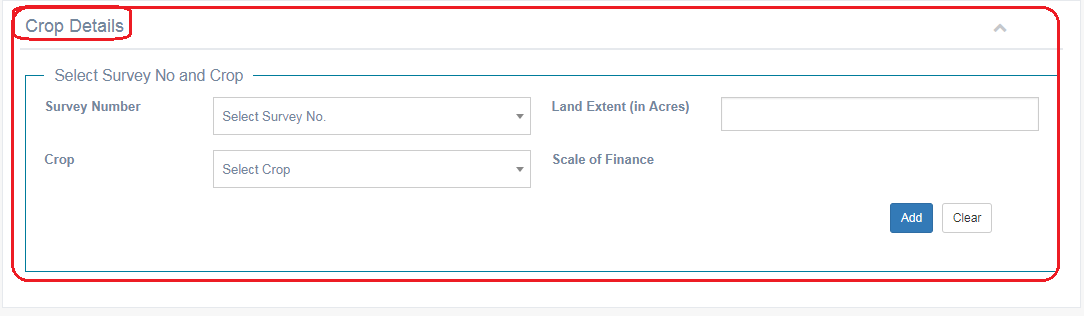 Crop Details
Select Survey No and Crop
Survey Number
Select Survey No.
Land Extent (in Acres)
Crop
Select Crop
Scale of Finance
Add
Clear